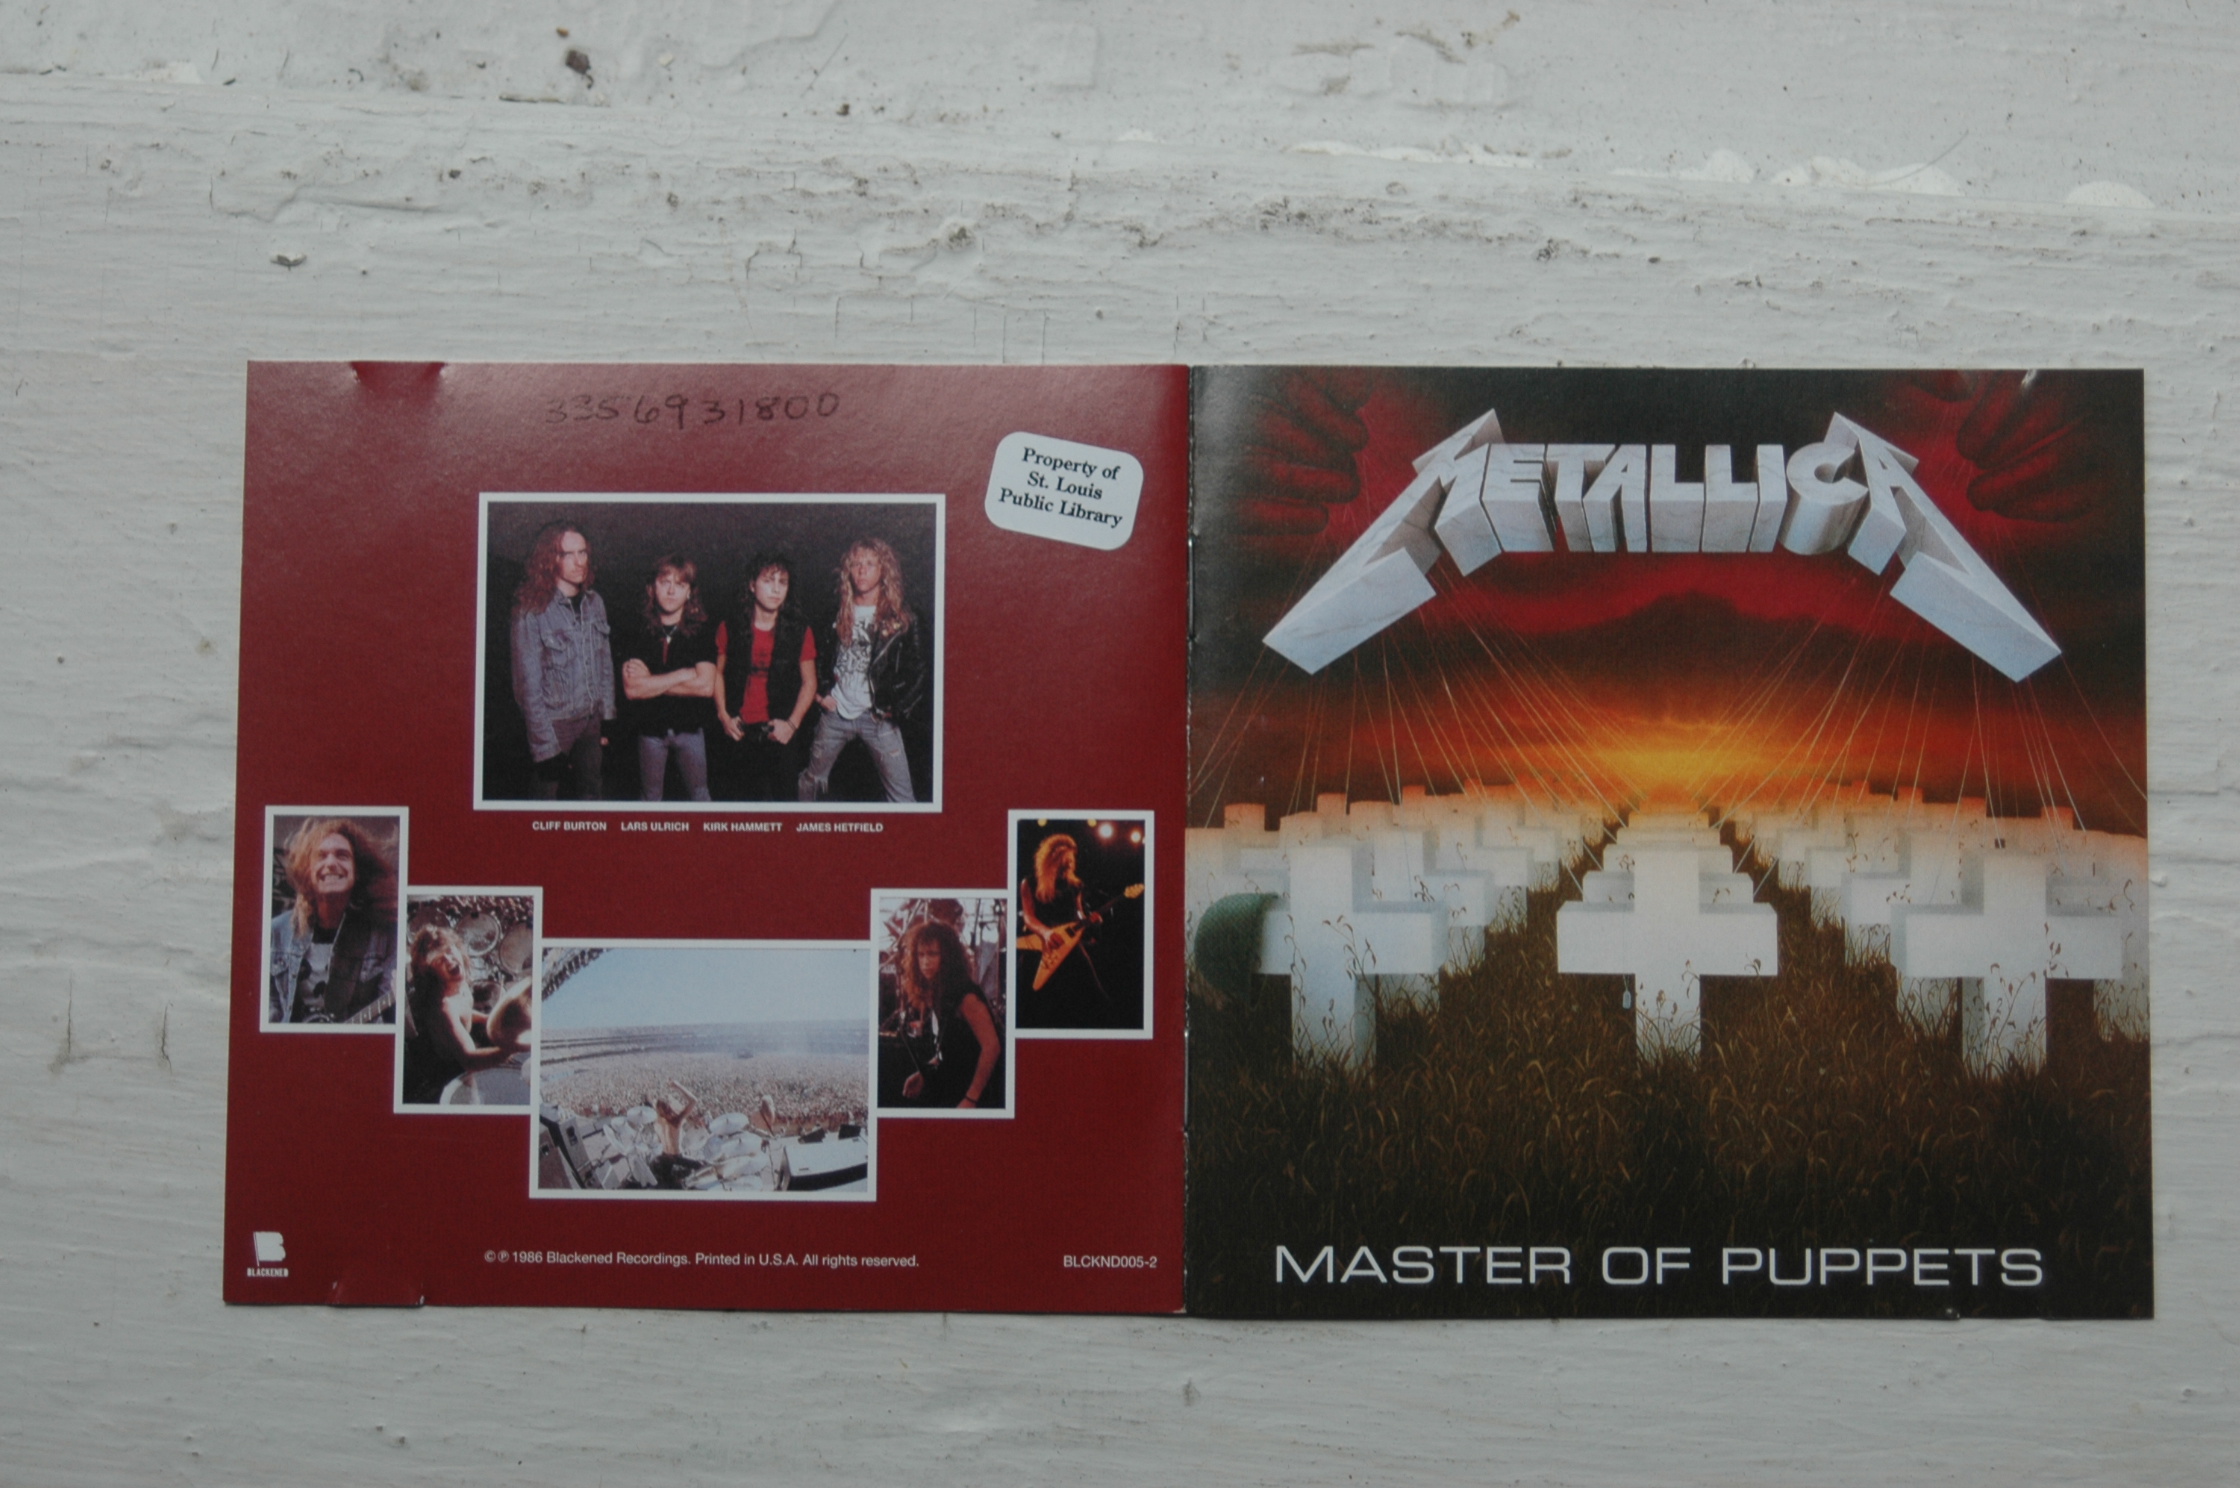 3356931800
Property of
St. Louis
Public Library
CLIFF BURTON LARS ULRICH KIRK HAMMETT JAMES HETFIELD
B
BLACKENED
©℗ 1986 Blackened Recordings. Printed in U.S.A. All rights reserved.
BLCKND005-2
METALLICA
MASTER OF PUPPETS